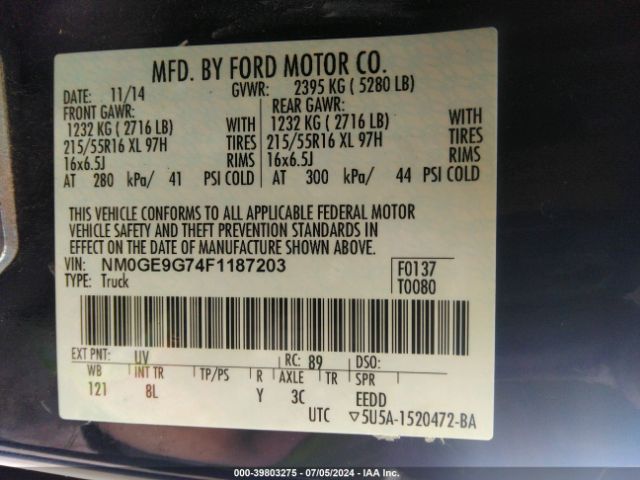 MFD. BY FORD MOTOR CO.
DATE: 11/14 GVWR: 2395 KG ( 5280 LB)
FRONT GAWR: REAR GAWR:
1232 KG ( 2716 LB) WITH 1232 KG ( 2716 LB) WITH
215/55R16 XL 97H TIRES 215/55R16 XL 97H TIRES
16x6.5J RIMS 16x6.5J RIMS
AT 280 kPa/ 41 PSI COLD AT 300 kPa/ 44 PSI COLD
THIS VEHICLE CONFORMS TO ALL APPLICABLE FEDERAL MOTOR
VEHICLE SAFETY AND THEFT PREVENTION STANDARDS IN
EFFECT ON THE DATE OF MANUFACTURE SHOWN ABOVE.
VIN: NM0GE9G74F1187203 F0137
TYPE: Truck T0080
EXT PNT: UV RC: 89 DSO:
WB INT TR TP/PS R AXLE TR SPR
121 8L Y 3C EEDD
UTC ▽5U5A-1520472-BA
000-39803275 - 07/05/2024 - IAA Inc.